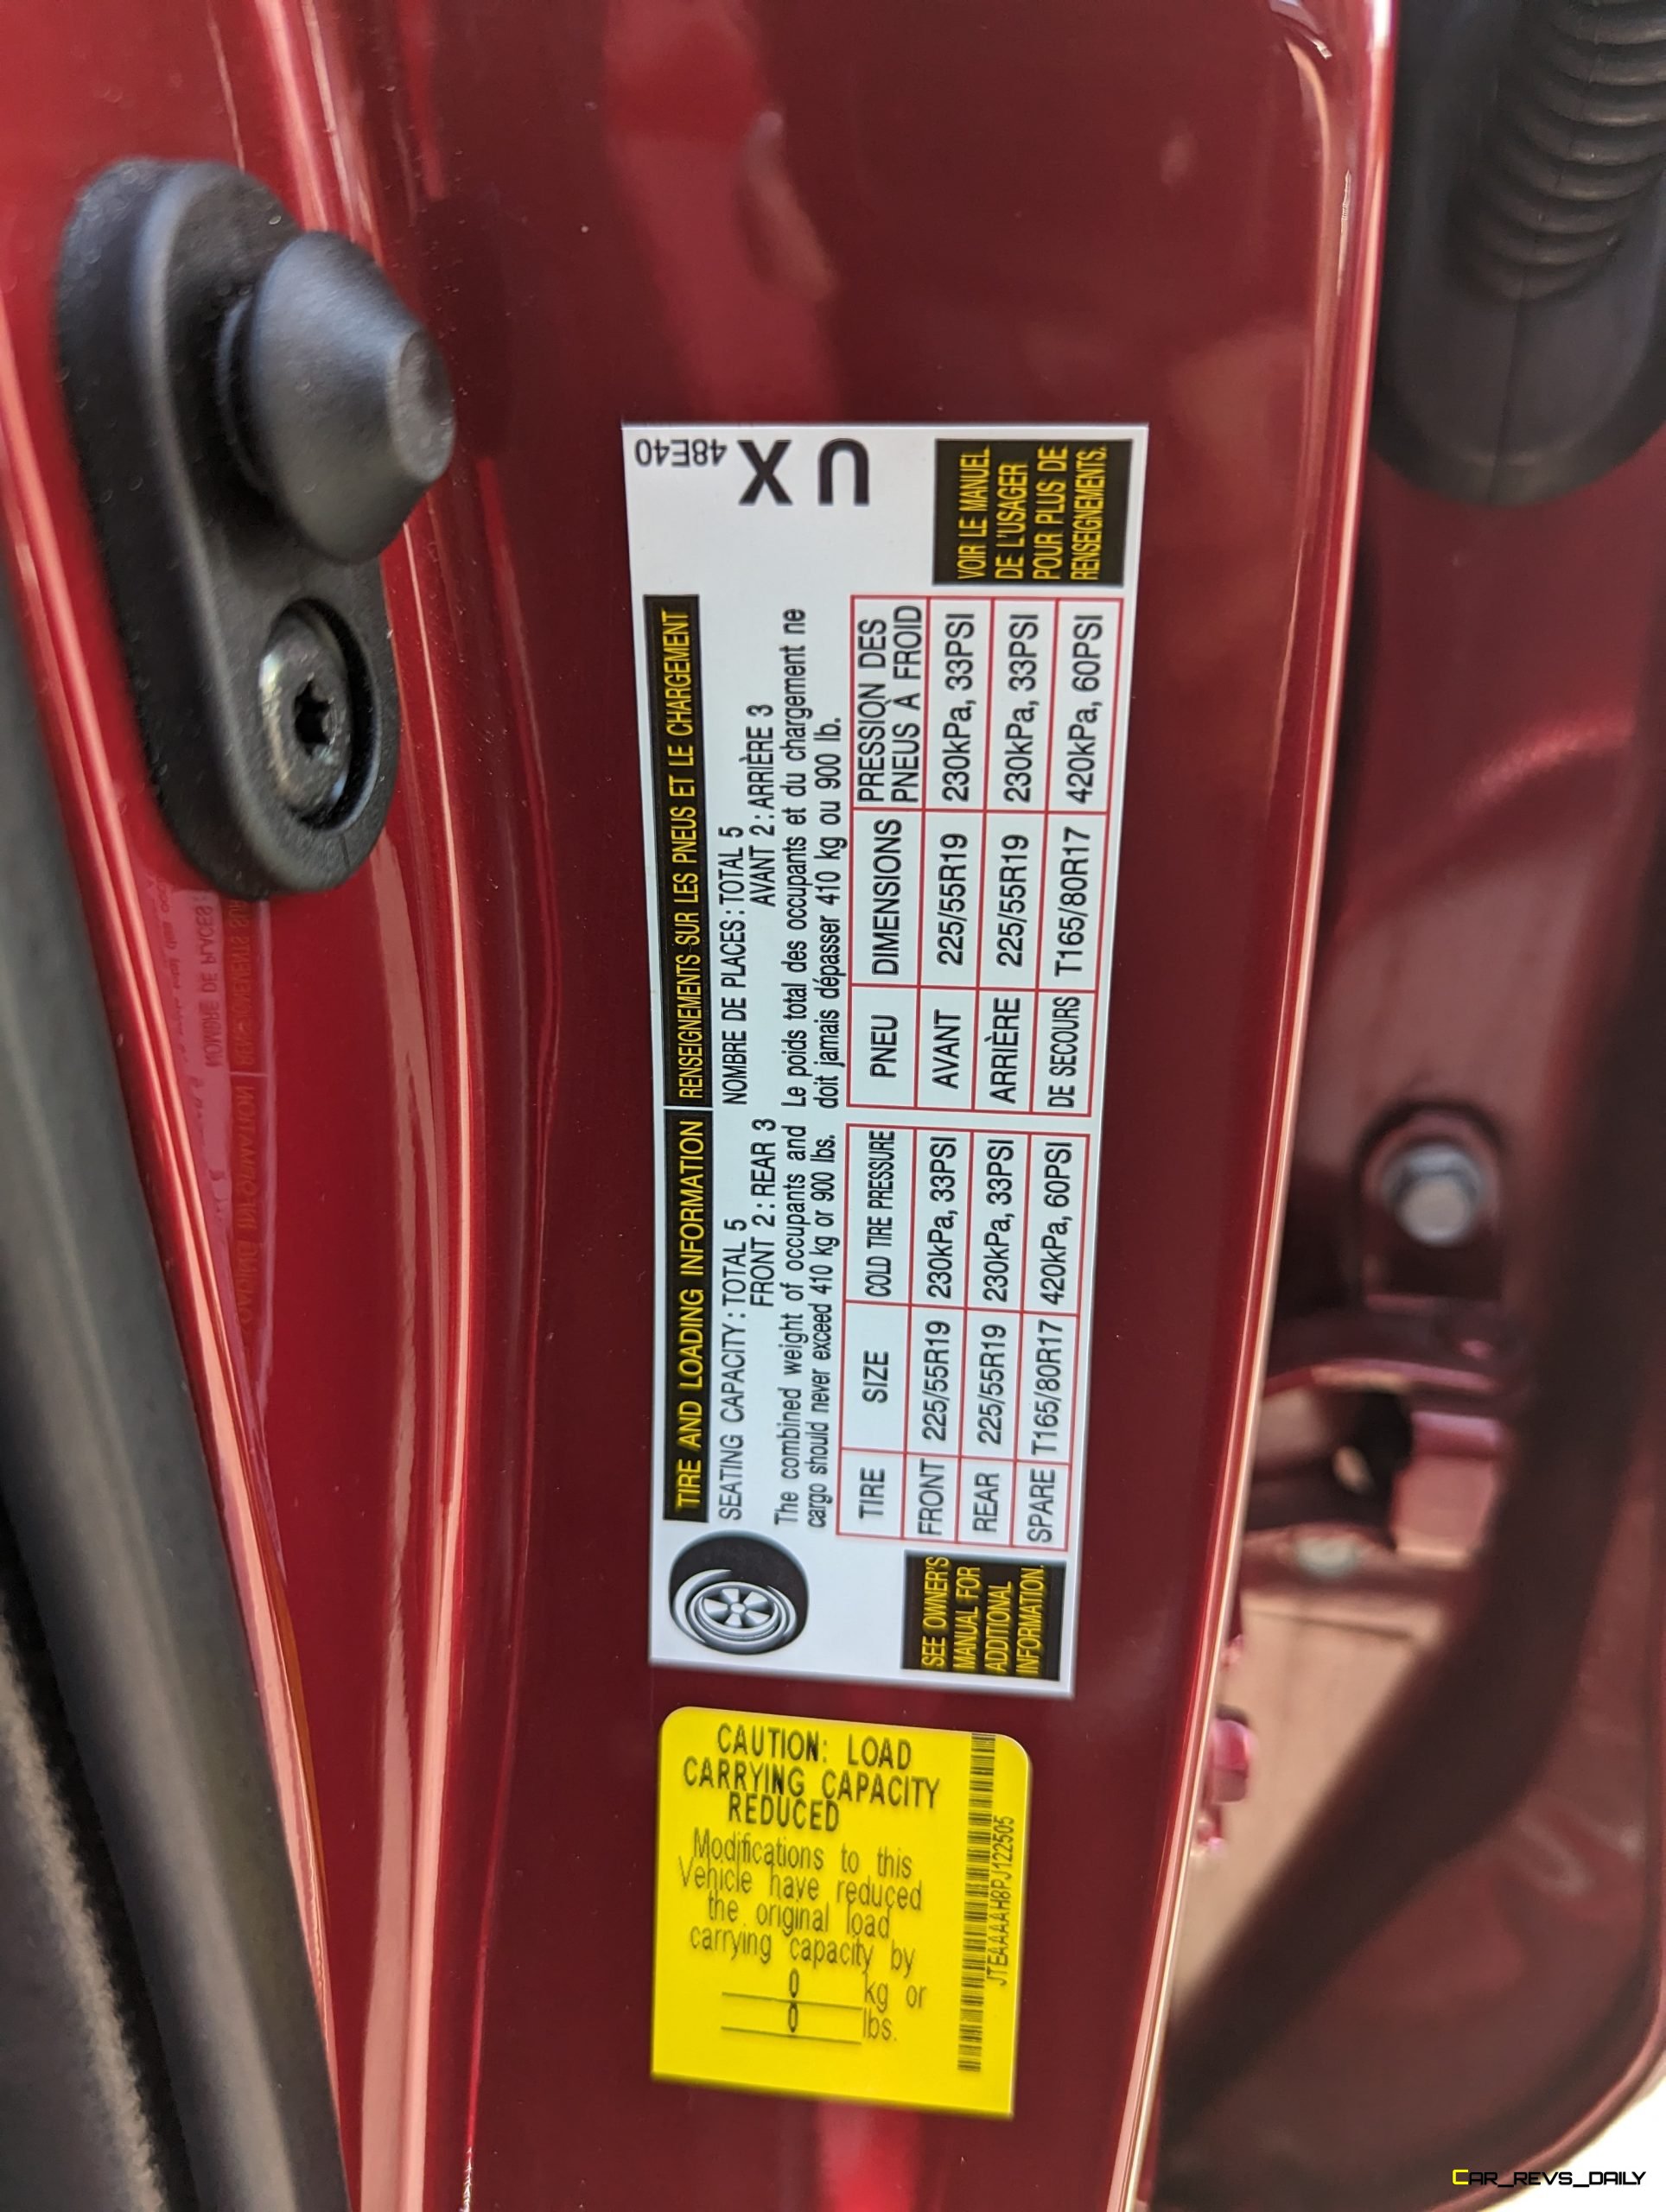 TIRE AND LOADING INFORMATION
SEATING CAPACITY : TOTAL 5
FRONT 2 : REAR 3
The combined weight of occupants and
cargo should never exceed 410 kg or 900 lbs.
TIRE SIZE COLD TIRE PRESSURE
FRONT 225/55R19 230kPa, 33PSI
REAR 225/55R19 230kPa, 33PSI
SPARE T165/80R17 420kPa, 60PSI
SEE OWNER'S
MANUAL FOR
ADDITIONAL
INFORMATION.
RENSEIGNEMENTS SUR LES PNEUS ET LE CHARGEMENT
NOMBRE DE PLACES : TOTAL 5
AVANT 2 : ARRIÈRE 3
Le poids total des occupants et du chargement ne
doit jamais dépasser 410 kg ou 900 lb.
PNEU DIMENSIONS PRESSION DES
PNEUS À FROID
AVANT 225/55R19 230kPa, 33PSI
ARRIÈRE 225/55R19 230kPa, 33PSI
DE SECOURS T165/80R17 420kPa, 60PSI
VOIR LE MANUEL
DE L'USAGER
POUR PLUS DE
RENSEIGNEMENTS.
48E40
UX
CAUTION: LOAD
CARRYING CAPACITY
REDUCED
Modifications to this
Vehicle have reduced
the original load
carrying capacity by
0 kg or
0 lbs.
JTEAAAAH8PJ122505
CAR_REVS_DAILY